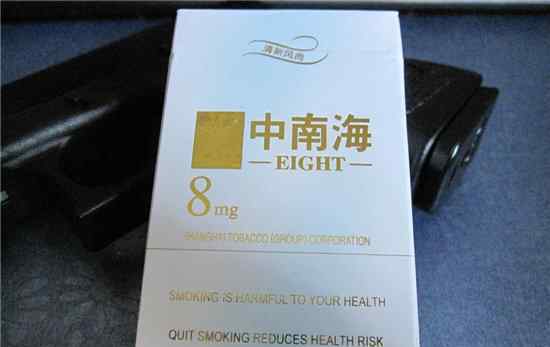 清新风尚
中南海
EIGHT
8mg
SHANGHAI TOBACCO (GROUP) CORPORATION
SMOKING IS HARMFUL TO YOUR HEALTH
QUIT SMOKING REDUCES HEALTH RISK